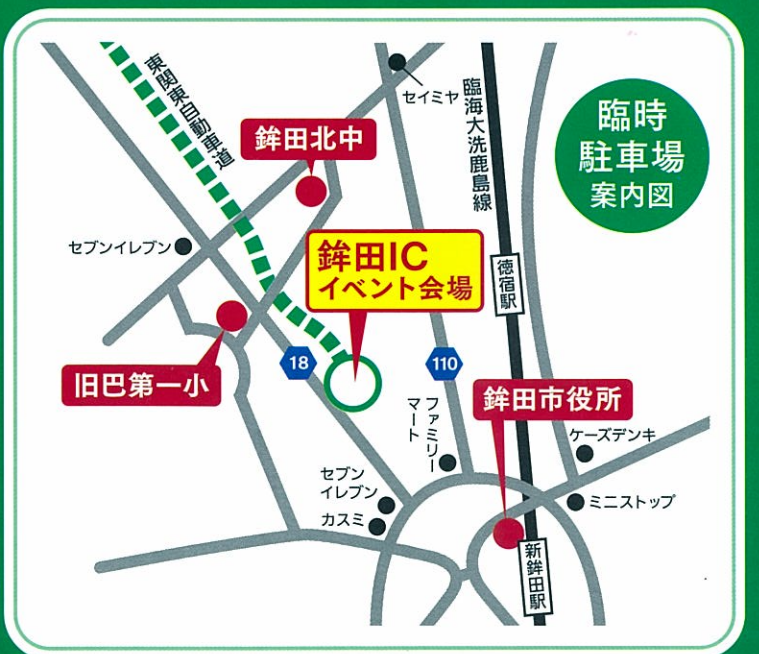 臨時
駐車場
案内図
東関東自動車道
セイミヤ
臨海大洗鹿島線
鉾田北中
セブンイレブン
鉾田IC
イベント会場
徳宿駅
旧巴第一小
18
110
鉾田市役所
ファミリー
マート
ケーズデンキ
セブン
イレブン
カスミ
ミニストップ
新鉾田駅